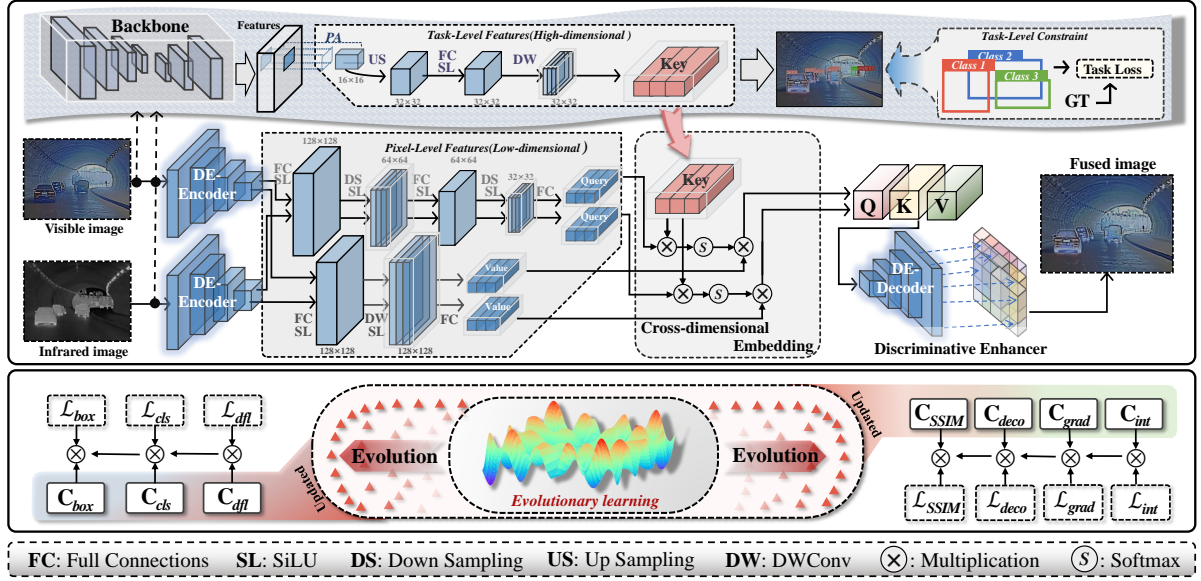 Backbone
Features
PA
16×16
US
Task-Level Features(High-dimensional )
32×32
FC
SL
32×32
DW
32×32
Key
Task-Level Constraint
Class 1
Class 2
Class 3
Task Loss
GT
Visible image
Infrared image
DE-
Encoder
DE-
Encoder
Pixel-Level Features(Low-dimensional )
128×128
FC
SL
DS
SL
64×64
FC
SL
64×64
DS
SL
32×32
FC
Query
Query
FC
SL
128×128
DW
SL
128×128
FC
Value
Value
Key
S
S
Cross-dimensional
Embedding
Q
K
V
DE-
Decoder
Discriminative Enhancer
Fused image
ℒbox
ℒcls
ℒdfl
Cbox
Ccls
Cdfl
Updated
Evolution
Evolutionary learning
Evolution
Updated
CSSIM
Cdeco
Cgrad
Cint
ℒSSIM
ℒdeco
ℒgrad
ℒint
FC: Full Connections SL: SiLU DS: Down Sampling US: Up Sampling DW: DWConv ⊗: Multiplication Ⓢ: Softmax